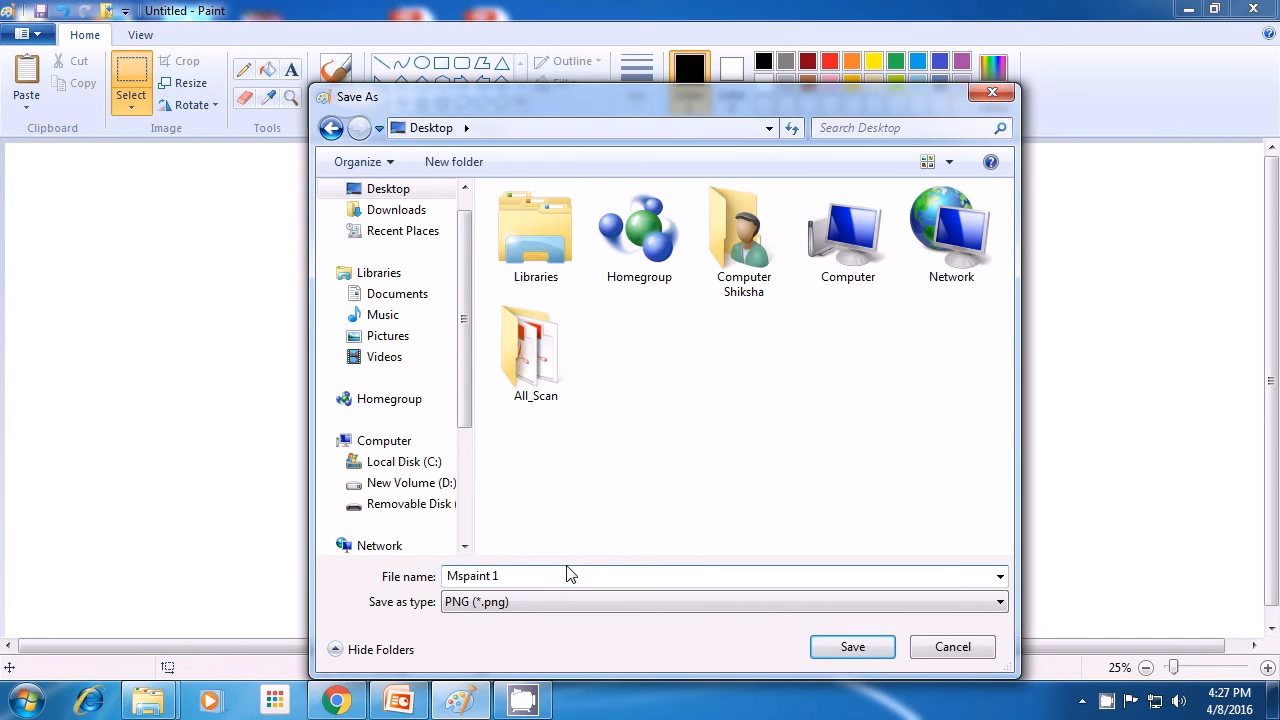 Untitled - Paint
Home
View
Paste
Cut
Copy
Clipboard
Select
Crop
Resize
Rotate
Image
A
Tools
Outline
Save As
Desktop
Search Desktop
Organize
New folder
Desktop
Downloads
Recent Places
Libraries
Documents
Music
Pictures
Videos
Homegroup
Computer
Local Disk (C:)
New Volume (D:)
Removable Disk (
Network
Libraries
Homegroup
Computer
Shiksha
Computer
Network
All_Scan
File name:
Mspaint 1
Save as type:
PNG (*.png)
Hide Folders
Save
Cancel
25%
4:27 PM
4/8/2016